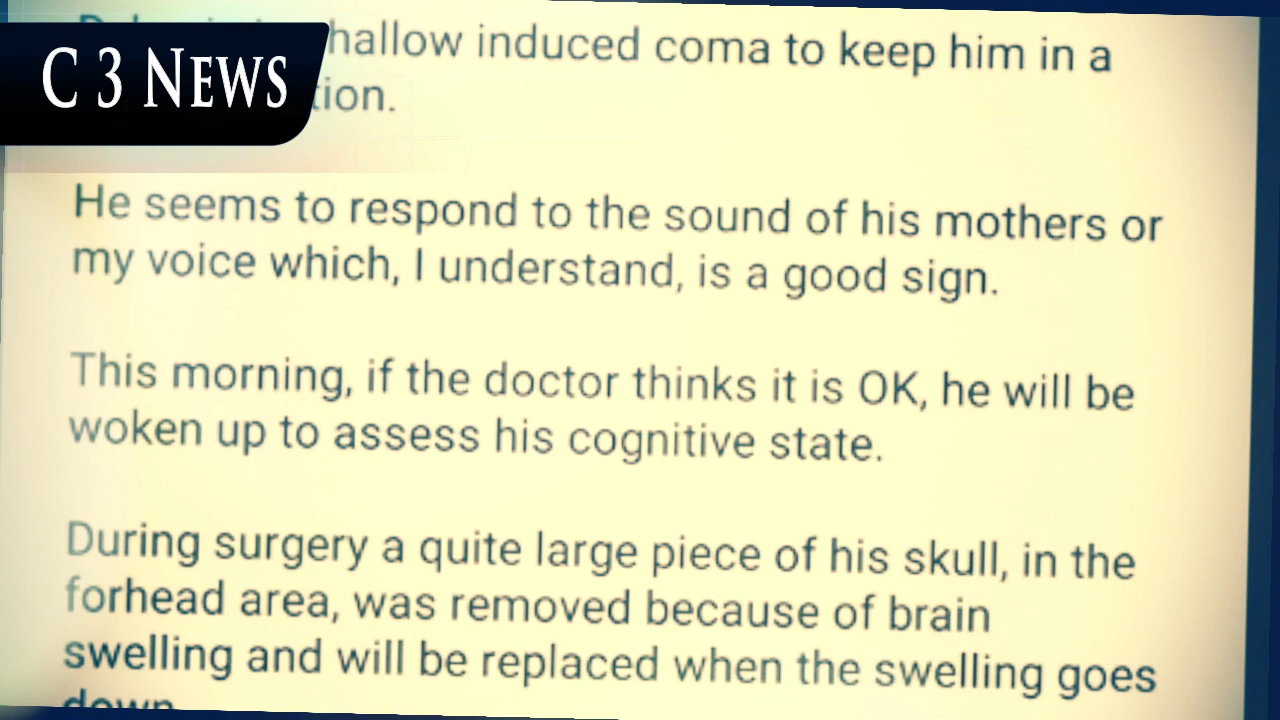 C 3 NEWS
hallow induced coma to keep him in a
tion.
He seems to respond to the sound of his mothers or
my voice which, I understand, is a good sign.
This morning, if the doctor thinks it is OK, he will be
woken up to assess his cognitive state.
During surgery a quite large piece of his skull, in the
forhead area, was removed because of brain
swelling and will be replaced when the swelling goes
down